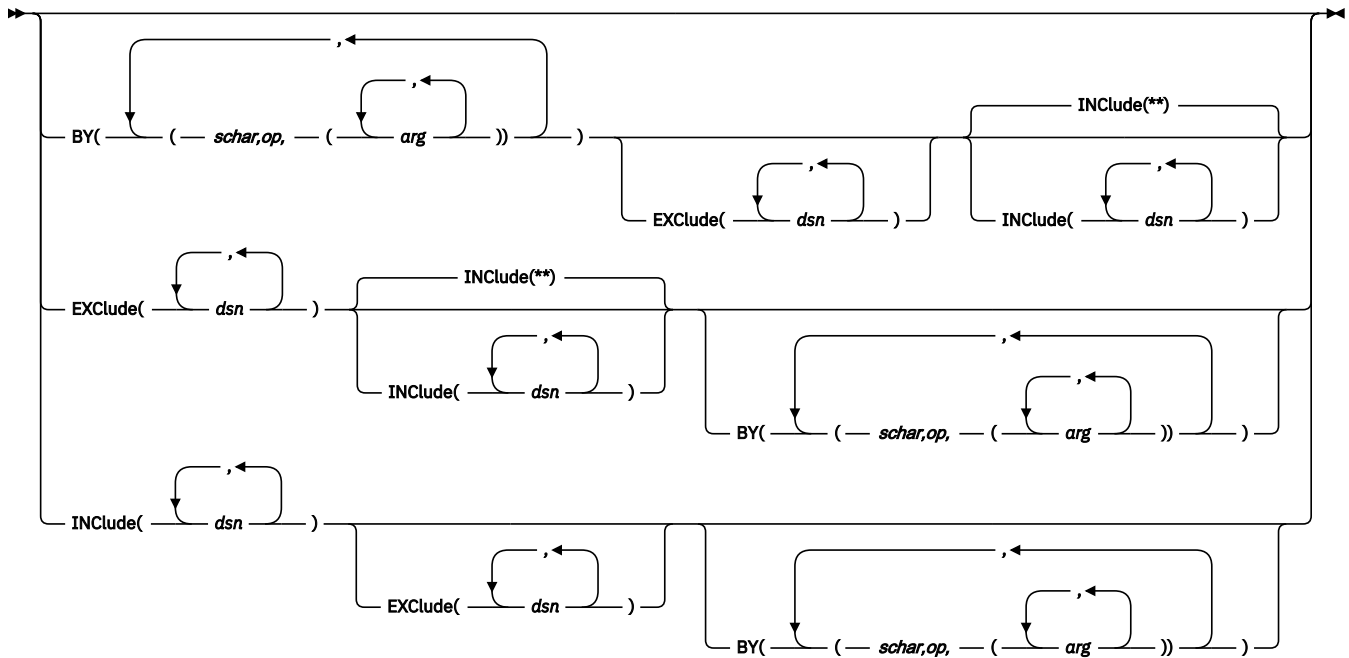 ,
,
INClude(**)
BY( ( schar,op, ( arg )) )
, ,
EXClude( dsn ) INClude( dsn )
,
INClude(**)
EXClude( dsn )
, ,
INClude( dsn )
,
BY( ( schar,op, ( arg )) )
,
INClude( dsn )
, ,
EXClude( dsn )
,
BY( ( schar,op, ( arg )) )